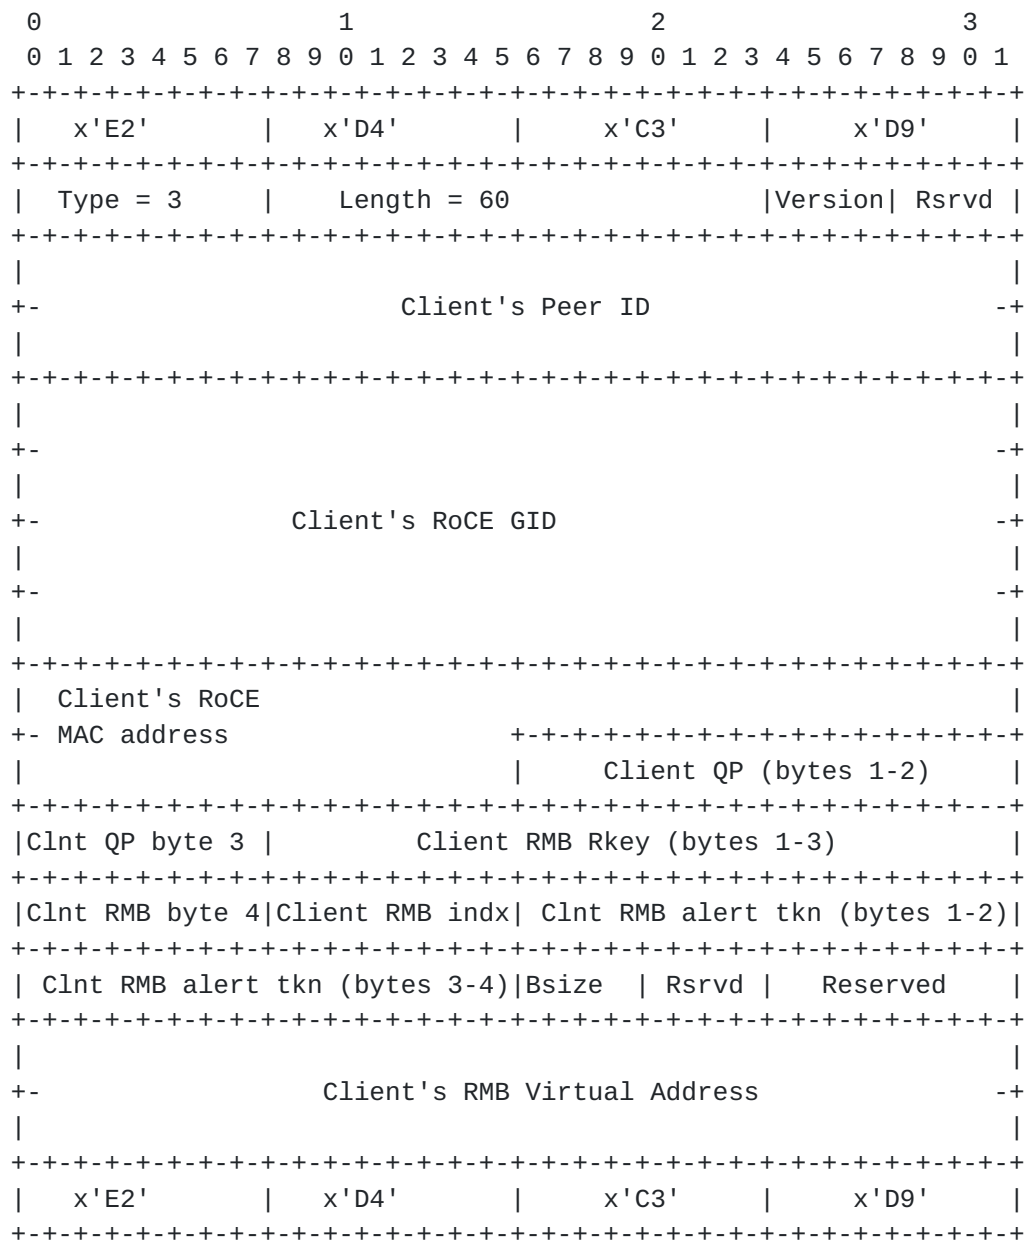 0                   1                   2                   3
 0 1 2 3 4 5 6 7 8 9 0 1 2 3 4 5 6 7 8 9 0 1 2 3 4 5 6 7 8 9 0 1
+-+-+-+-+-+-+-+-+-+-+-+-+-+-+-+-+-+-+-+-+-+-+-+-+-+-+-+-+-+-+-+-+
|   x'E2'       |   x'D4'       |     x'C3'     |     x'D9'     |
+-+-+-+-+-+-+-+-+-+-+-+-+-+-+-+-+-+-+-+-+-+-+-+-+-+-+-+-+-+-+-+-+
|  Type = 3     |    Length = 60                |Version| Rsrvd |
+-+-+-+-+-+-+-+-+-+-+-+-+-+-+-+-+-+-+-+-+-+-+-+-+-+-+-+-+-+-+-+-+
|                                                               |
+-                       Client's Peer ID                      -+
|                                                               |
+-+-+-+-+-+-+-+-+-+-+-+-+-+-+-+-+-+-+-+-+-+-+-+-+-+-+-+-+-+-+-+-+
|                                                               |
+-                                                             -+
|                                                               |
+-                Client's RoCE GID                            -+
|                                                               |
+-                                                             -+
|                                                               |
+-+-+-+-+-+-+-+-+-+-+-+-+-+-+-+-+-+-+-+-+-+-+-+-+-+-+-+-+-+-+-+-+
|  Client's RoCE                                                |
+- MAC address                  +-+-+-+-+-+-+-+-+-+-+-+-+-+-+-+-+
|                               |     Client QP (bytes 1-2)     |
+-+-+-+-+-+-+-+-+-+-+-+-+-+-+-+-+-+-+-+-+-+-+-+-+-+-+-+-+-+-+---+
|Clnt QP byte 3 |         Client RMB Rkey (bytes 1-3)           |
+-+-+-+-+-+-+-+-+-+-+-+-+-+-+-+-+-+-+-+-+-+-+-+-+-+-+-+-+-+-+-+-+
|Clnt RMB byte 4|Client RMB indx| Clnt RMB alert tkn (bytes 1-2)|
+-+-+-+-+-+-+-+-+-+-+-+-+-+-+-+-+-+-+-+-+-+-+-+-+-+-+-+-+-+-+-+-+
| Clnt RMB alert tkn (bytes 3-4)|Bsize  | Rsrvd |   Reserved    |
+-+-+-+-+-+-+-+-+-+-+-+-+-+-+-+-+-+-+-+-+-+-+-+-+-+-+-+-+-+-+-+-+
|                                                               |
+-                  Client's RMB Virtual Address               -+
|                                                               |
+-+-+-+-+-+-+-+-+-+-+-+-+-+-+-+-+-+-+-+-+-+-+-+-+-+-+-+-+-+-+-+-+
|   x'E2'       |   x'D4'       |     x'C3'     |     x'D9'     |
+-+-+-+-+-+-+-+-+-+-+-+-+-+-+-+-+-+-+-+-+-+-+-+-+-+-+-+-+-+-+-+-+